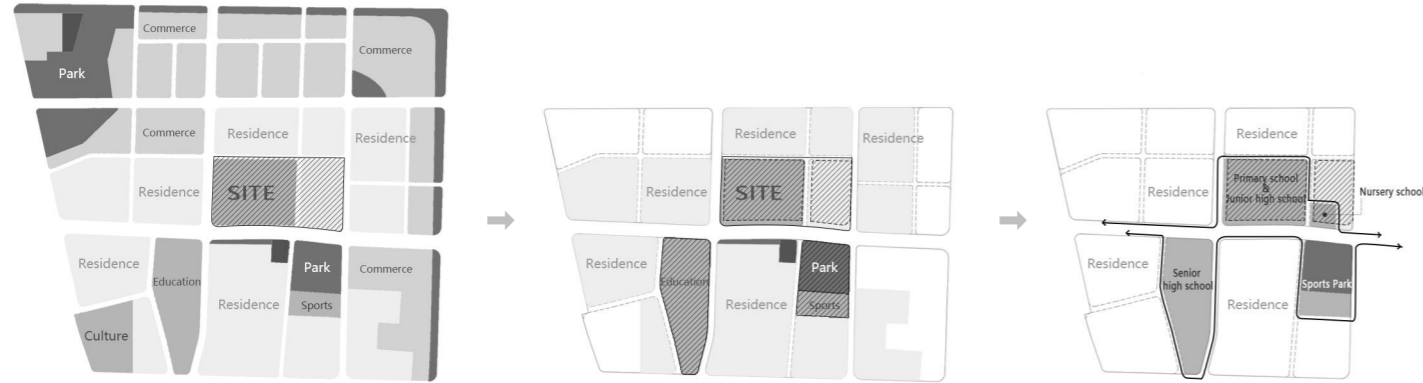 Commerce
Commerce
Park
Commerce
Residence
Residence
Residence
SITE
Residence
Education
Park
Commerce
Residence
Sports
Culture
Residence
Residence
Residence
SITE
Residence
Education
Park
Residence
Sports
Residence
Residence
Primary school
&
Junior high school
Nursery school
Residence
Senior
high school
Residence
Sports Park